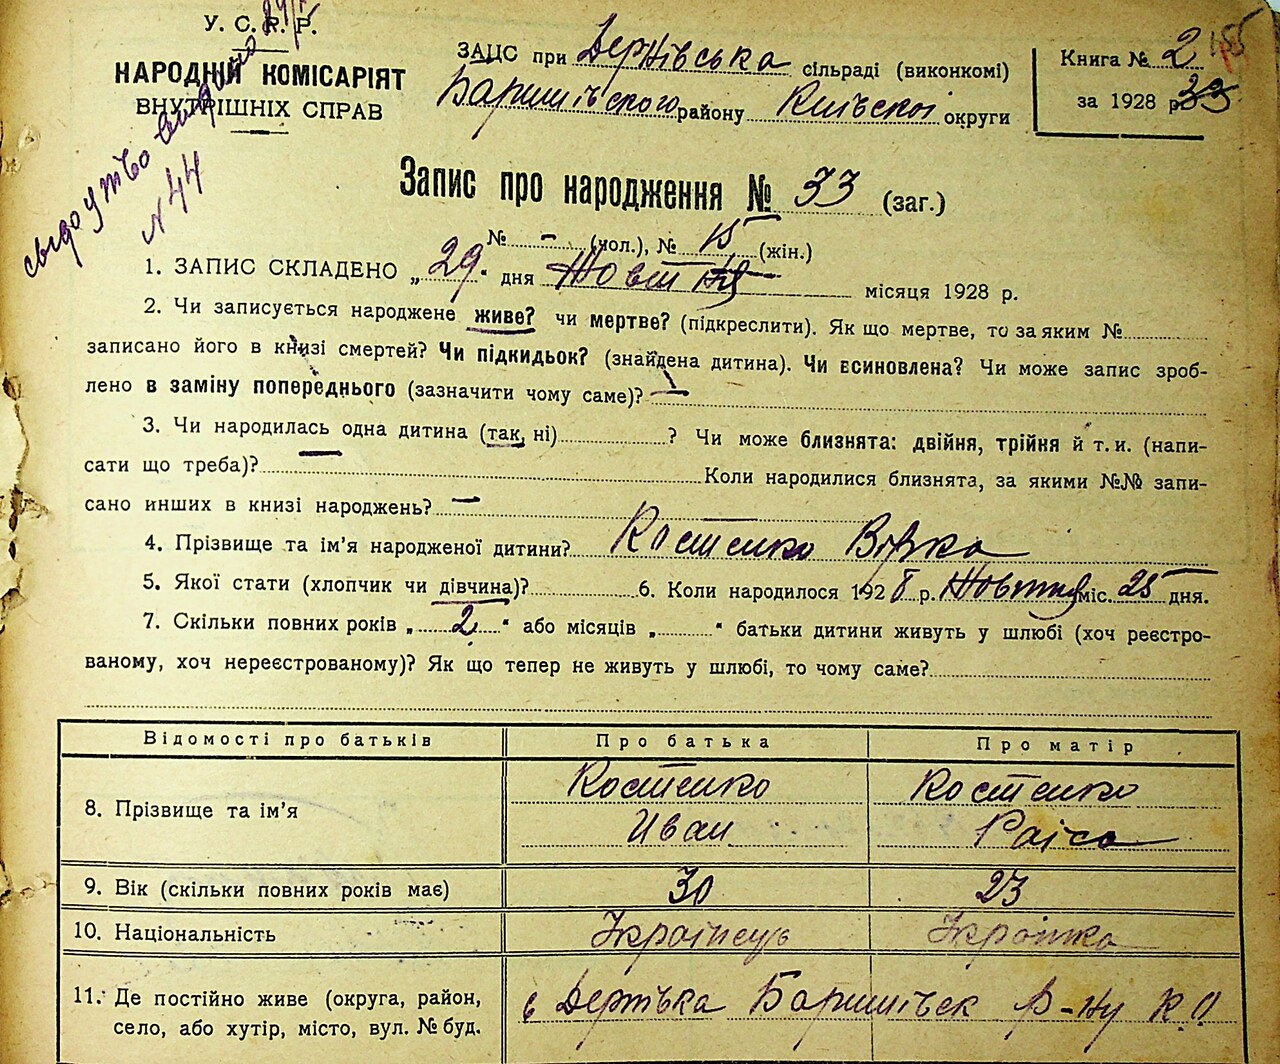 У. С. Я. Р.
НАРОДНІЙ КОМІСАРІЯТ
ВНУТРІШНІХ СПРАВ
№ 44
ЗАЦС при Дернівська сільраді (виконкомі)
Баришівського району Київської округи
Книга № 2 155
за 1928 р. 33
Запис про народження № 33 (заг.)
№ - (чол.), № 15 (жін.)
1. ЗАПИС СКЛАДЕНО „29“ дня Жовтня місяця 1928 р.
2. Чи записується народжене живе? чи мертве? (підкреслити). Як що мертве, то за яким №
записано його в книзі смертей? Чи підкидьок? (знайдена дитина). Чи всиновлена? Чи може запис зроб-
лено в заміну попереднього (зазначити чому саме)? —
3. Чи народилась одна дитина (так, ні) ? Чи може близнята: двійня, трійня й т. и. (напи-
сати що треба)? — Коли народилися близнята, за якими №№ запи-
сано инших в книзі народжень? —
4. Прізвище та ім'я народженої дитини? Костенко Вірка
5. Якої стати (хлопчик чи дівчина)? 6. Коли народилося 1928 р. Жовтня міс. 25 дня.
7. Скільки повних років „2“ або місяців „ “ батьки дитини живуть у шлюбі (хоч реєстро-
ваному, хоч нереєстрованому)? Як що тепер не живуть у шлюбі, то чому саме?
Відомості про батьків Про батька Про матір
8. Прізвище та ім'я Костенко Иван Костенко Раіса
9. Вік (скільки повних років має) 30 23
10. Національність Українець Українка
11. Де постійно живе (округа, район,
село, або хутір, місто, вул. № буд. с Дернівка Баришівськ р-ну К.О.